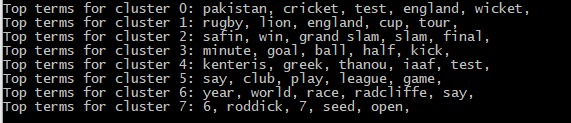 Top terms for cluster 0: pakistan, cricket, test, england, wicket,
Top terms for cluster 1: rugby, lion, england, cup, tour,
Top terms for cluster 2: safin, win, grand slam, slam, final,
Top terms for cluster 3: minute, goal, ball, half, kick,
Top terms for cluster 4: kenteris, greek, thanou, iaaf, test,
Top terms for cluster 5: say, club, play, league, game,
Top terms for cluster 6: year, world, race, radcliffe, say,
Top terms for cluster 7: 6, roddick, 7, seed, open,